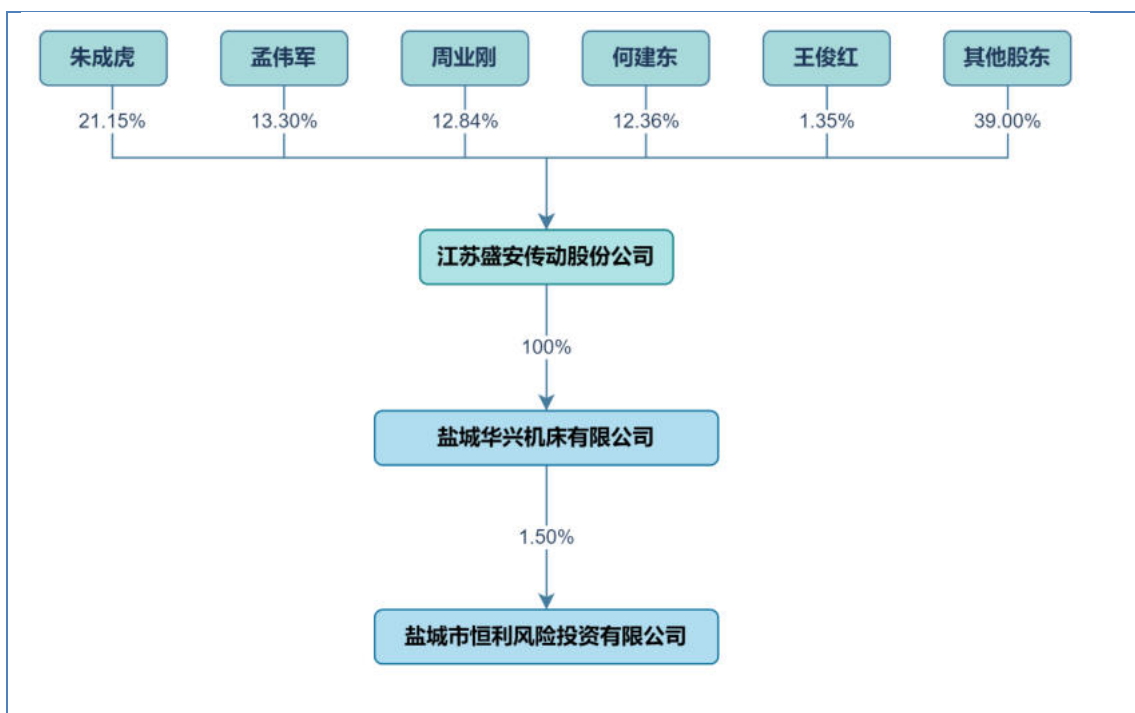 朱成虎
孟伟军
周业刚
何建东
王俊红
其他股东
21.15%
13.30%
12.84%
12.36%
1.35%
39.00%
江苏盛安传动股份公司
100%
盐城华兴机床有限公司
1.50%
盐城市恒利风险投资有限公司